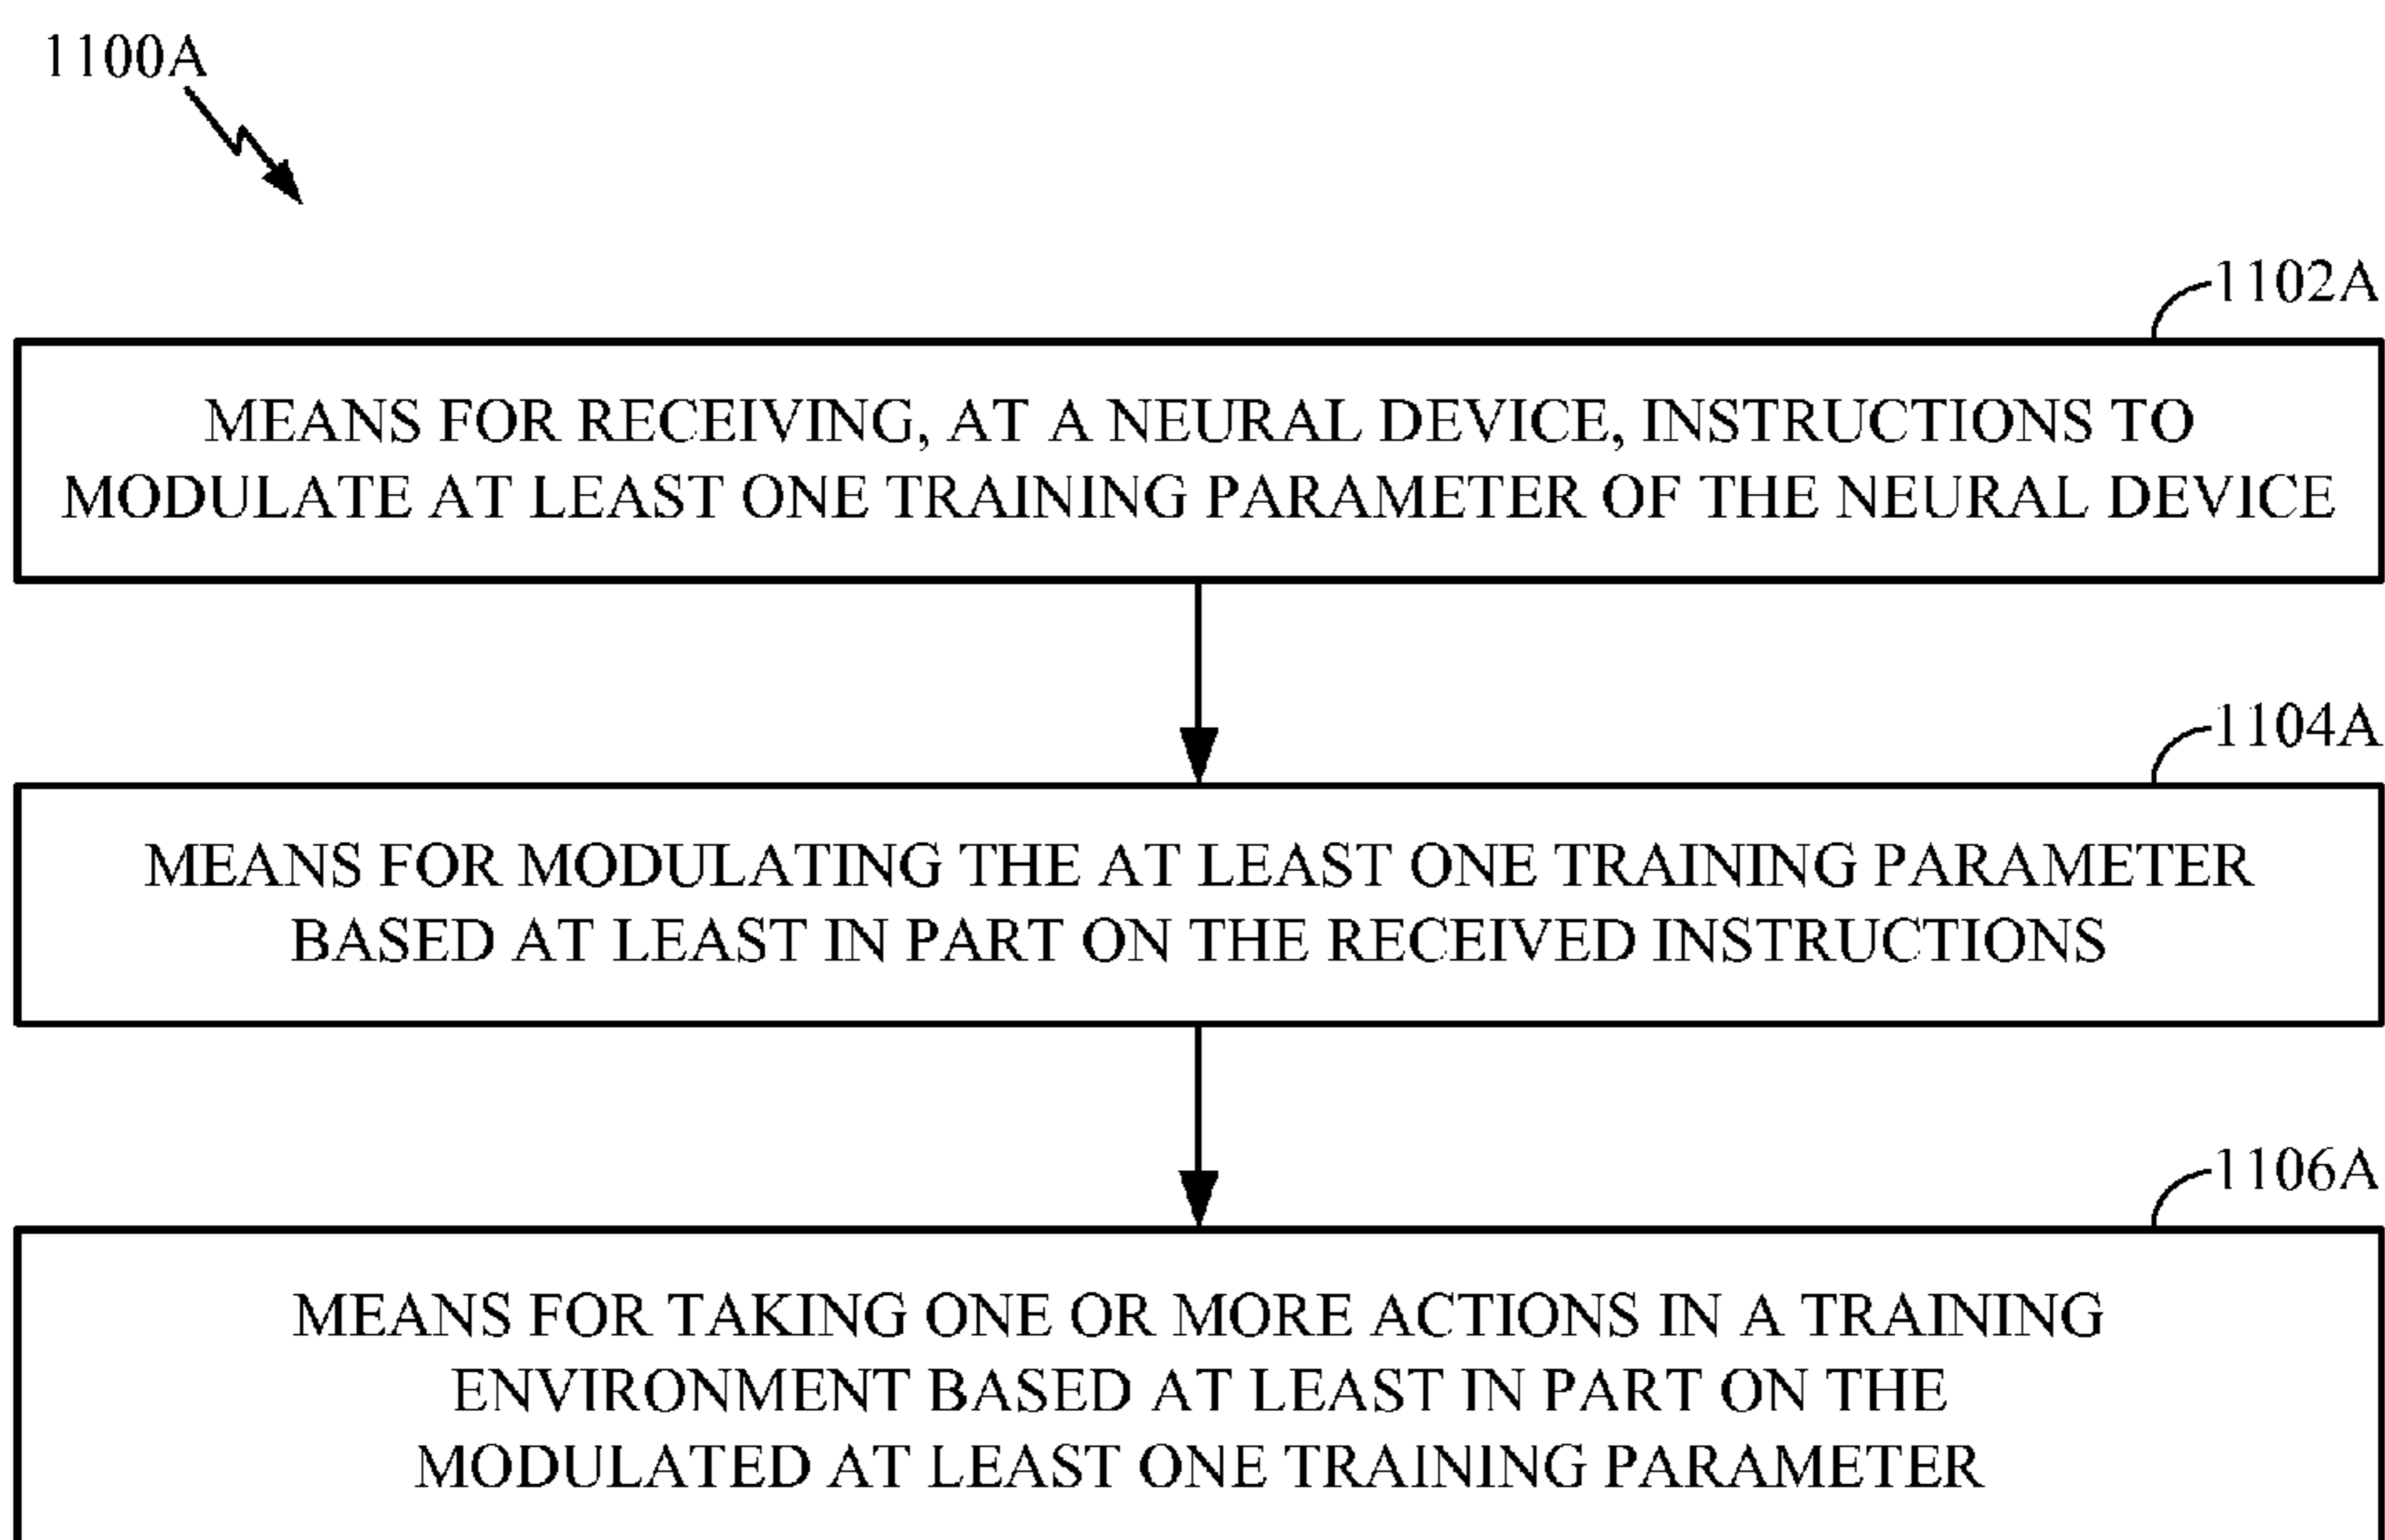 1100A
1102A
MEANS FOR RECEIVING, AT A NEURAL DEVICE, INSTRUCTIONS TO
MODULATE AT LEAST ONE TRAINING PARAMETER OF THE NEURAL DEVICE
1104A
MEANS FOR MODULATING THE AT LEAST ONE TRAINING PARAMETER
BASED AT LEAST IN PART ON THE RECEIVED INSTRUCTIONS
1106A
MEANS FOR TAKING ONE OR MORE ACTIONS IN A TRAINING
ENVIRONMENT BASED AT LEAST IN PART ON THE
MODULATED AT LEAST ONE TRAINING PARAMETER